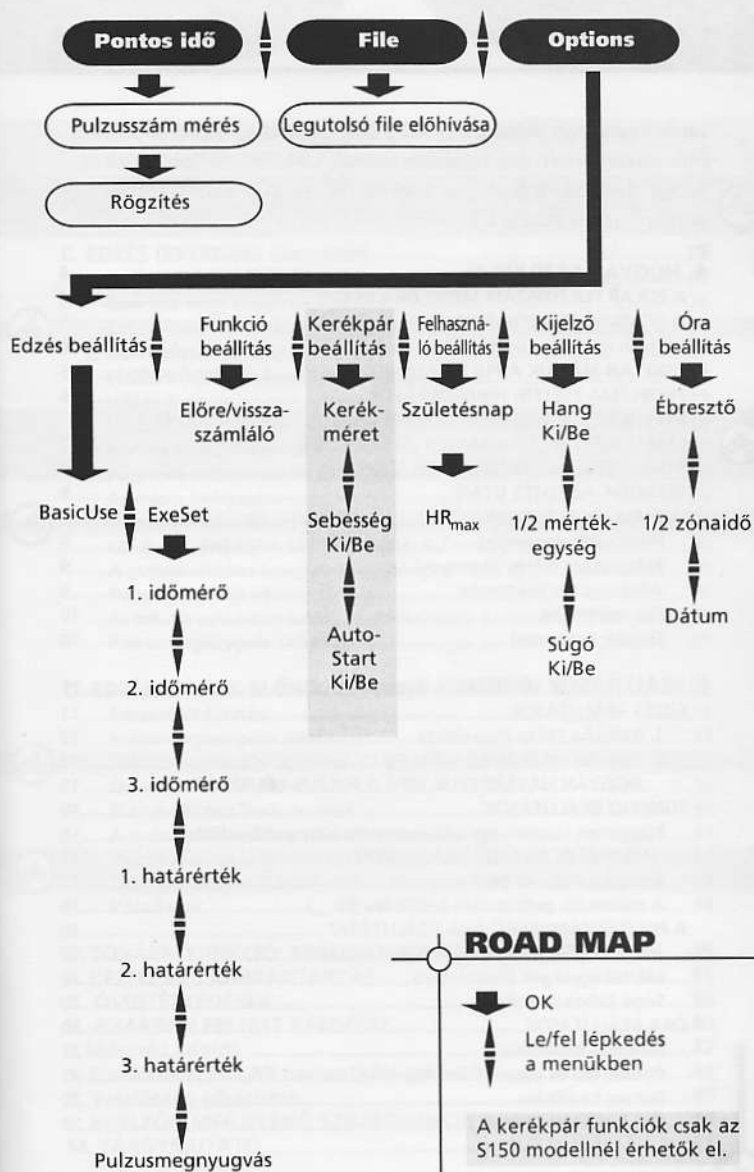 Pontos idő
File
Options
Pulzusszám mérés
Legutolsó file előhívása
Rögzítés
Edzés beállítás
Funkció
beállítás
Kerékpár
beállítás
Felhaszná-
ló beállítás
Kijelző
beállítás
Óra
beállítás
Előre/vissza-
számláló
Kerék-
méret
Születésnap
Hang
Ki/Be
Ébresztő
BasicUse
ExeSet
Sebesség
Ki/Be
HRmax
1/2 mérték-
egység
1/2 zónaidő
1. időmérő
Auto-
Start
Ki/Be
Súgó
Ki/Be
Dátum
2. időmérő
3. időmérő
1. határérték
2. határérték
3. határérték
Pulzusmegnyugvás
ROAD MAP
OK
Le/fel lépkedés
a menükben
A kerékpár funkciók csak az
S150 modellnél érhetők el.